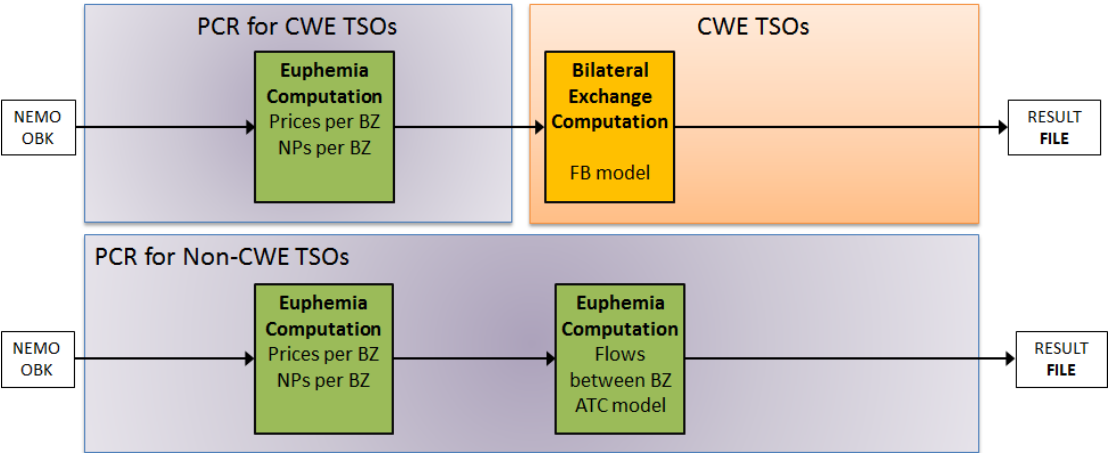 PCR for CWE TSOs
CWE TSOs
NEMO
OBK
Euphemia
Computation
Prices per BZ
NPs per BZ
Bilateral
Exchange
Computation
FB model
RESULT
FILE
PCR for Non-CWE TSOs
NEMO
OBK
Euphemia
Computation
Prices per BZ
NPs per BZ
Euphemia
Computation
Flows
between BZ
ATC model
RESULT
FILE